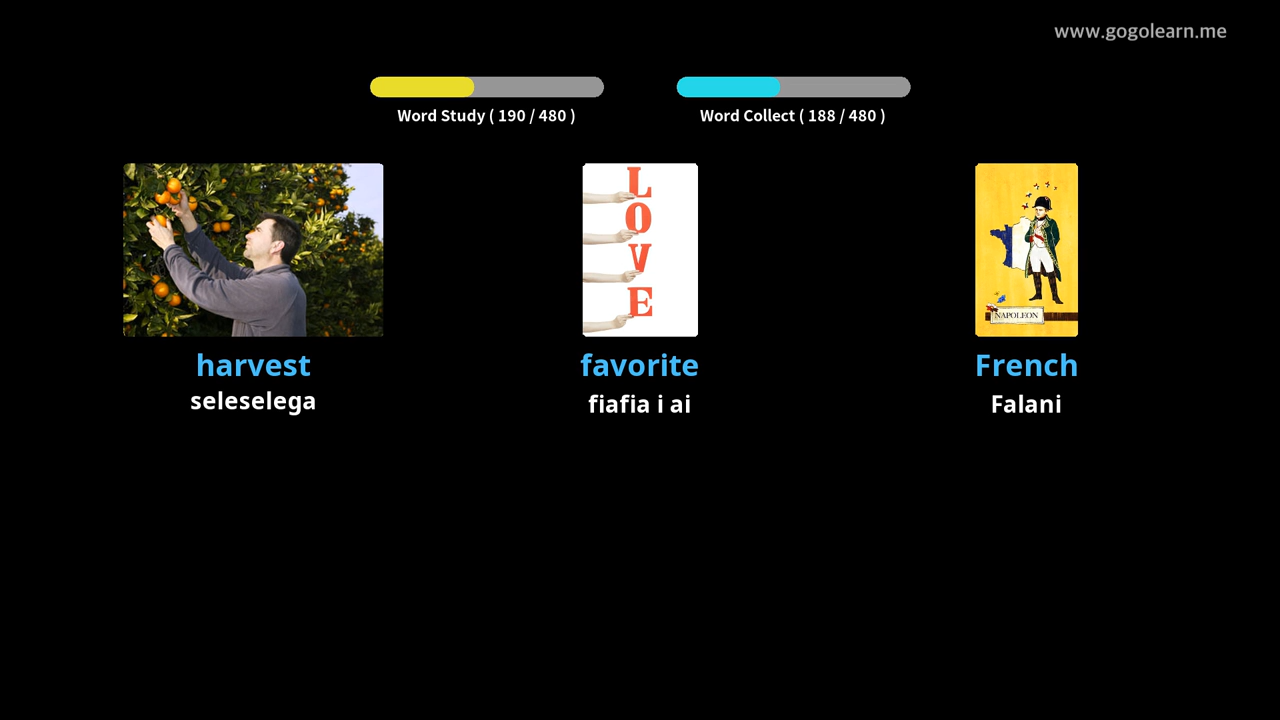 www.gogolearn.me
Word Study ( 190 / 480 )
Word Collect ( 188 / 480 )
L
O
V
E
NAPOLEON
harvest
favorite
French
seleselega
fiafia i ai
Falani